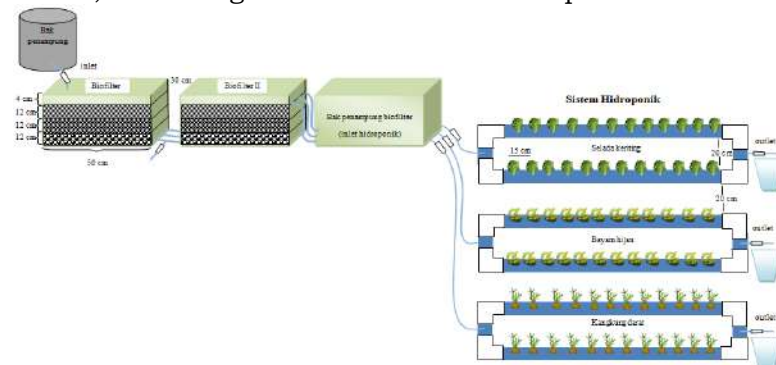 Bak
penampung
inlet
Biofilter
30 cm
Biofilter II
4 cm
12 cm
12 cm
12 cm
50 cm
Bak penampung biofilter
(inlet hidroponik)
Sistem Hidroponik
Selada keriting
15 cm
20 cm
outlet
20 cm
Bayam hijau
outlet
Kangkung darat
outlet